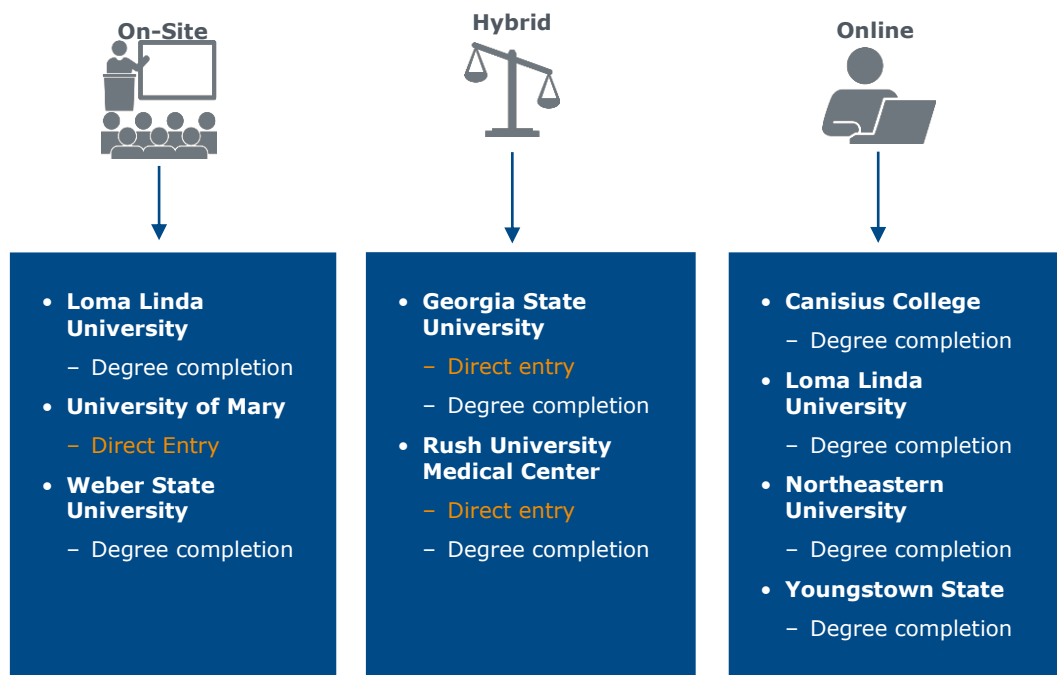 On-Site
Hybrid
Online
• Loma Linda
University
– Degree completion
• University of Mary
– Direct Entry
• Weber State
University
– Degree completion
• Georgia State
University
– Direct entry
– Degree completion
• Rush University
Medical Center
– Direct entry
– Degree completion
• Canisius College
– Degree completion
• Loma Linda
University
– Degree completion
• Northeastern
University
– Degree completion
• Youngstown State
– Degree completion